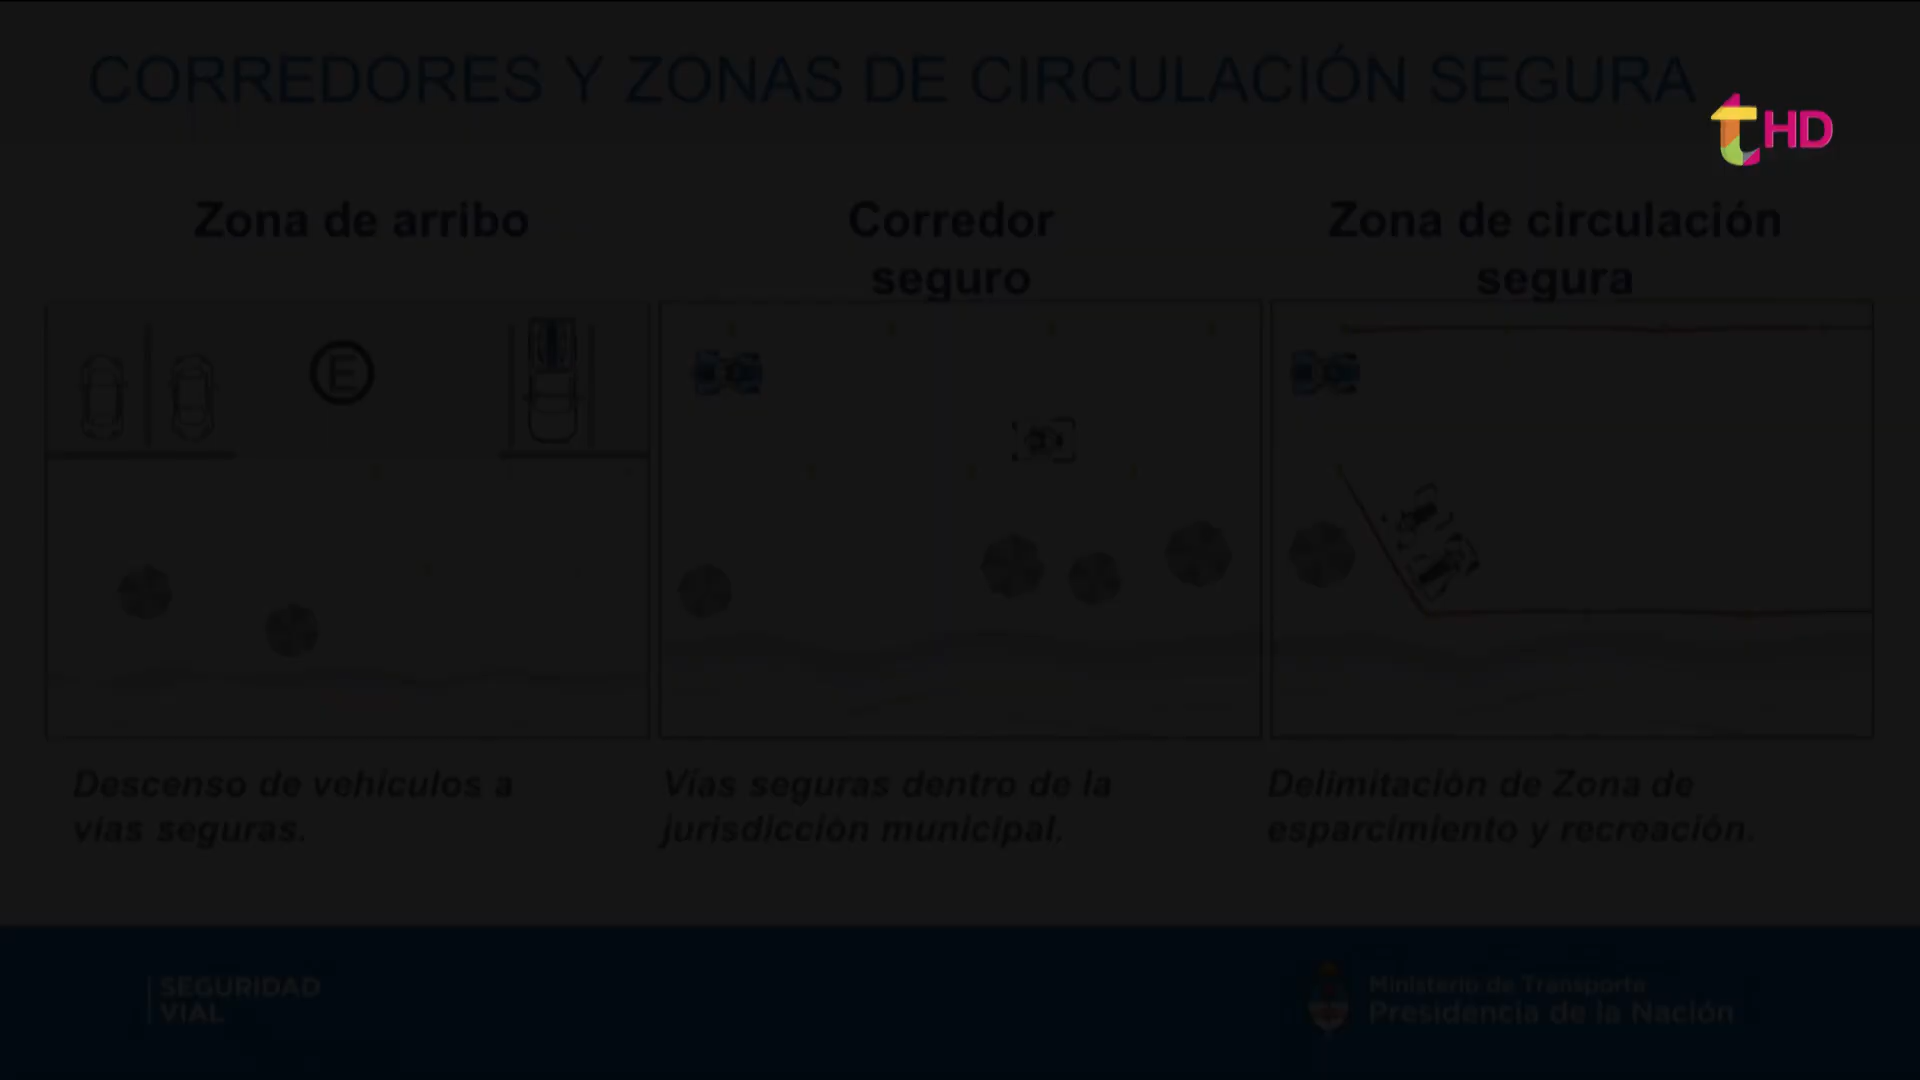 CORREDORES Y ZONAS DE CIRCULACIÓN SEGURA
t HD
Zona de arribo
Corredor
seguro
Zona de circulación
segura
E
Descenso de vehículos a
vías seguras.
Vías seguras dentro de la
jurisdicción municipal.
Delimitación de Zona de
esparcimiento y recreación.
SEGURIDAD
VIAL
Ministerio de Transporte
Presidencia de la Nación